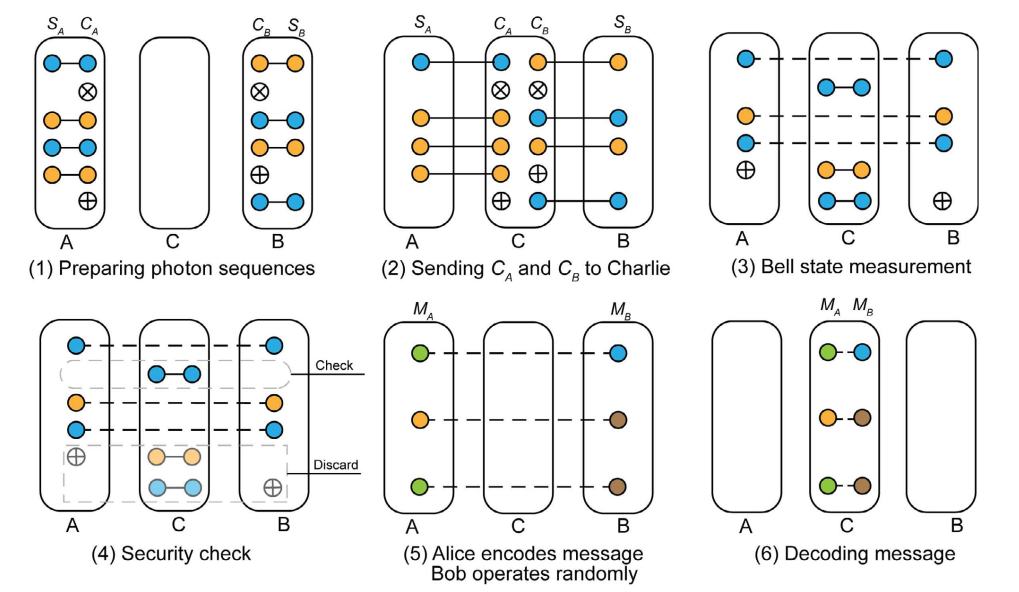 S_A C_A
C_B S_B
A
C
B
(1) Preparing photon sequences
S_A
C_A C_B
S_B
A
C
B
(2) Sending C_A and C_B to Charlie
A
C
B
(3) Bell state measurement
Check
Discard
A
C
B
(4) Security check
M_A
M_B
A
C
B
(5) Alice encodes message
Bob operates randomly
M_A M_B
A
C
B
(6) Decoding message